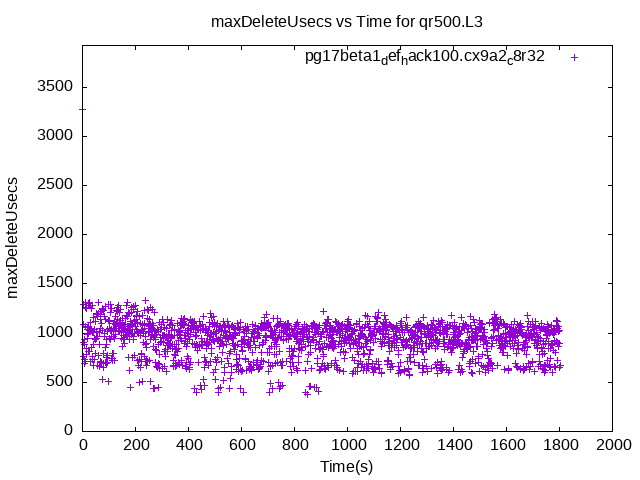 maxDeleteUsecs vs Time for qr500.L3
pg17beta1_def_hack100.cx9a2_c8r32
3500
3000
2500
2000
1500
1000
500
0
maxDeleteUsecs
0 200 400 600 800 1000 1200 1400 1600 1800 2000
Time(s)